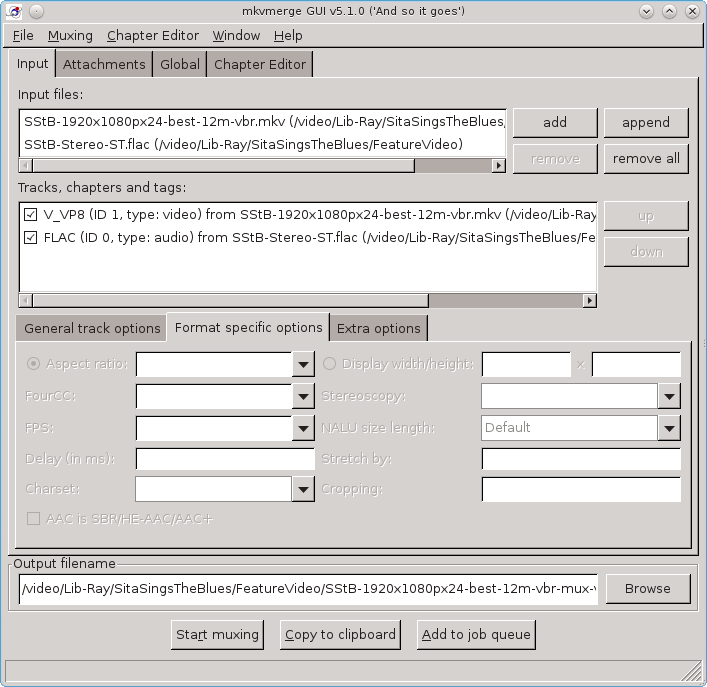 mkvmerge GUI v5.1.0 ('And so it goes')
File Muxing Chapter Editor Window Help
Input Attachments Global Chapter Editor
Input files:
SStB-1920x1080px24-best-12m-vbr.mkv (/video/Lib-Ray/SitaSingsTheBlues/
SStB-Stereo-ST.flac (/video/Lib-Ray/SitaSingsTheBlues/FeatureVideo)
add append
remove remove all
Tracks, chapters and tags:
V_VP8 (ID 1, type: video) from SStB-1920x1080px24-best-12m-vbr.mkv (/video/Lib-Ray
FLAC (ID 0, type: audio) from SStB-Stereo-ST.flac (/video/Lib-Ray/SitaSingsTheBlues/Fe
up
down
General track options Format specific options Extra options
Aspect ratio: Display width/height: x
FourCC: Stereoscopy:
FPS: NALU size length: Default
Delay (in ms): Stretch by:
Charset: Cropping:
AAC is SBR/HE-AAC/AAC+
Output filename
/video/Lib-Ray/SitaSingsTheBlues/FeatureVideo/SStB-1920x1080px24-best-12m-vbr-mux-v
Browse
Start muxing Copy to clipboard Add to job queue